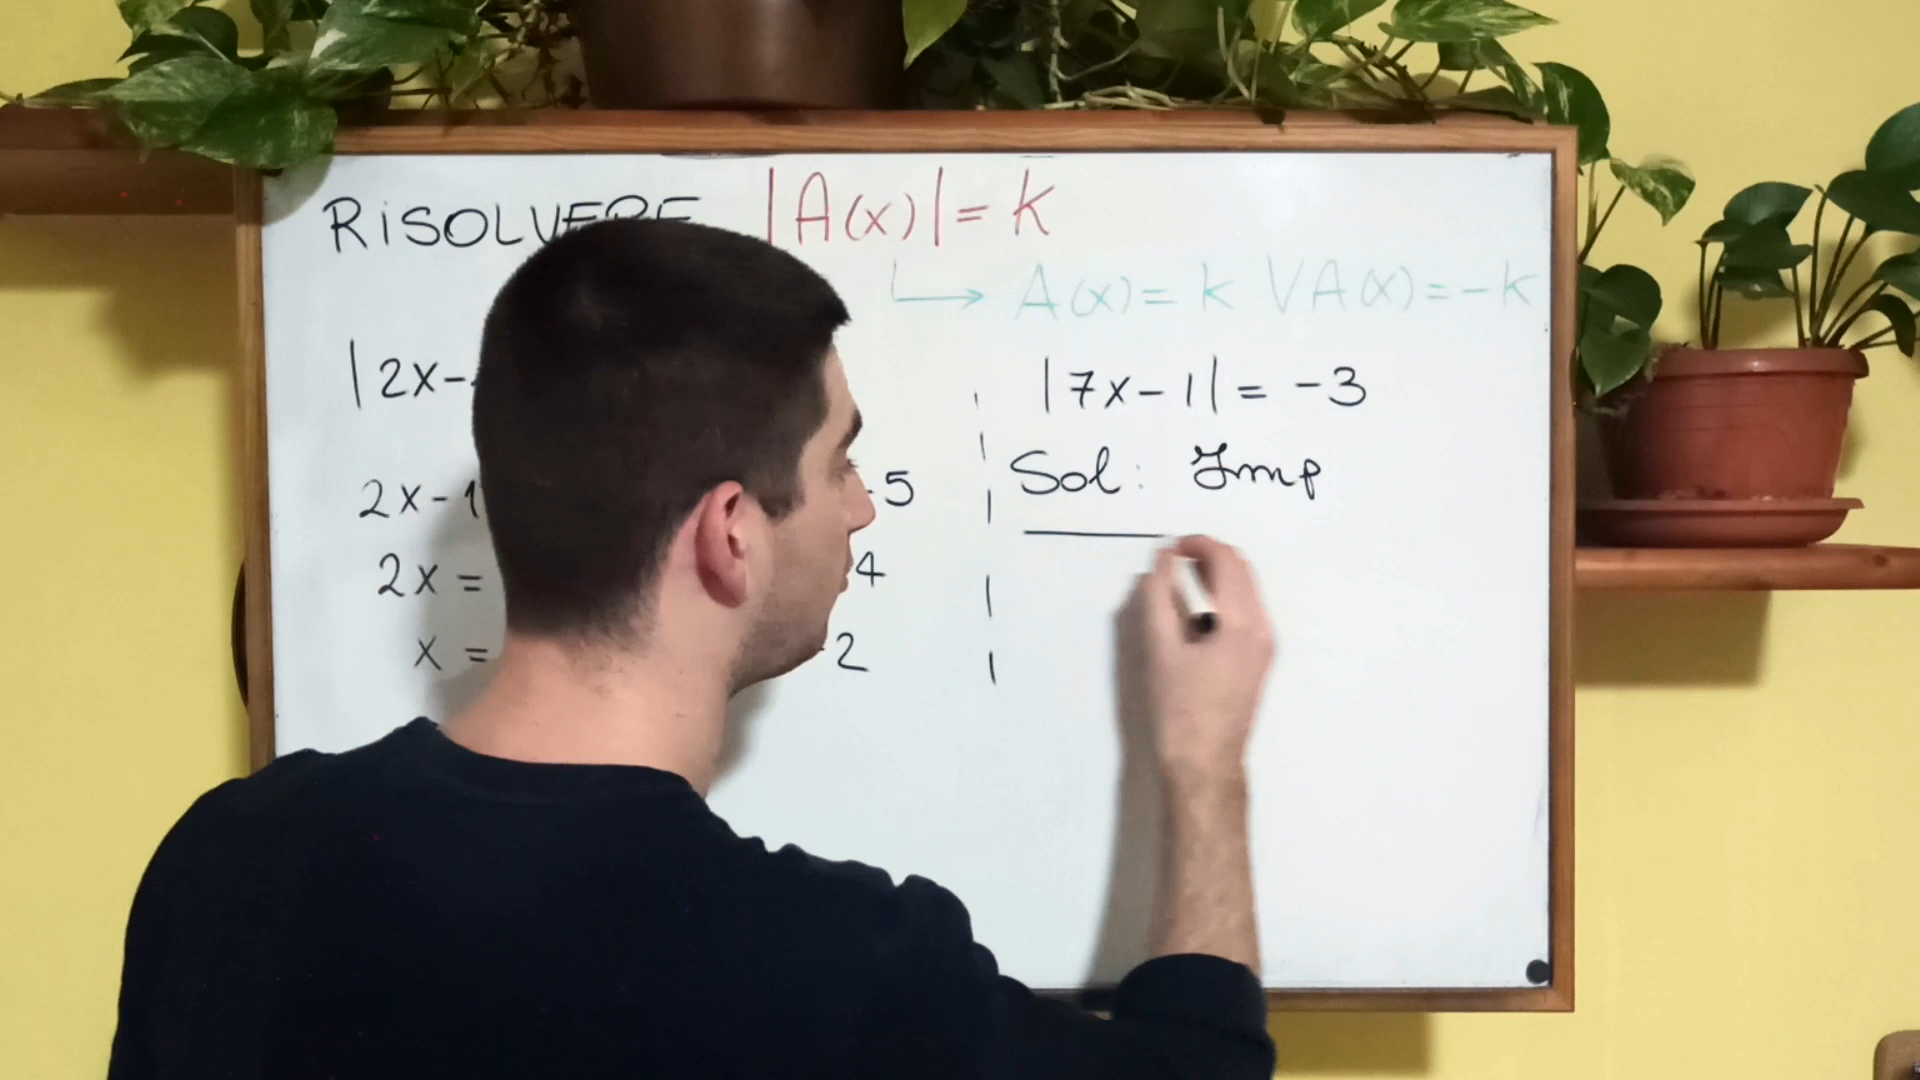 RISOLVERE |A(x)| = k
A(x) = k V A(x) = -k
|2x-
2x-1
-5
2x =
4
x =
-2
|7x-1| = -3
Sol: Imp